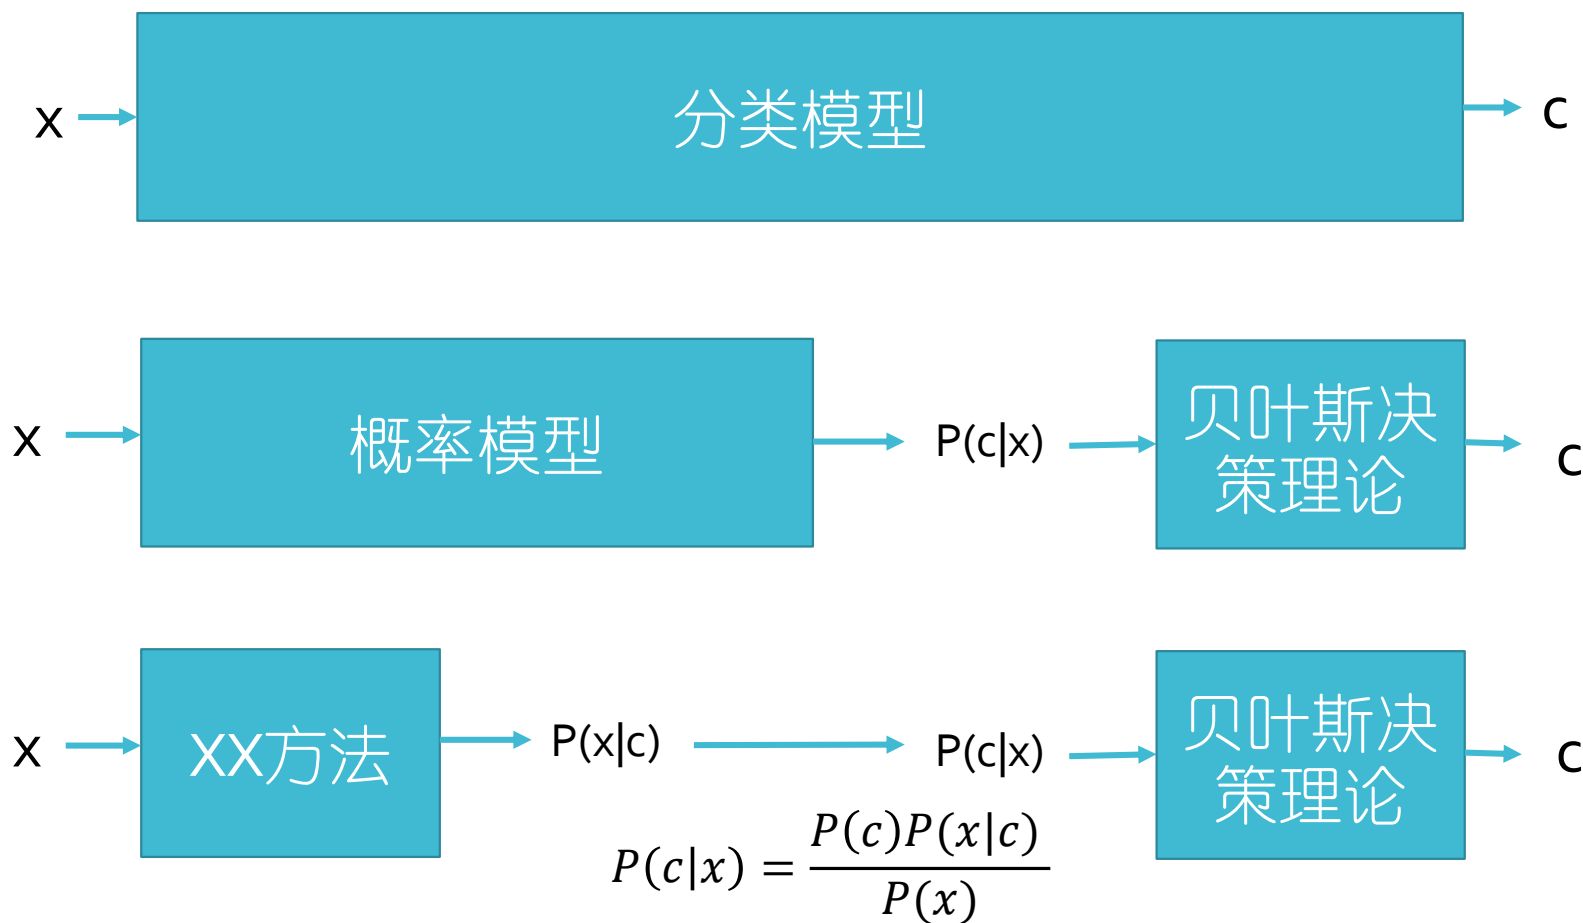 x
分类模型
c
x
概率模型
P(c|x)
贝叶斯决
策理论
c
x
XX方法
P(x|c)
P(c|x)
贝叶斯决
策理论
c
P(c|x) = \frac{P(c)P(x|c)}{P(x)}